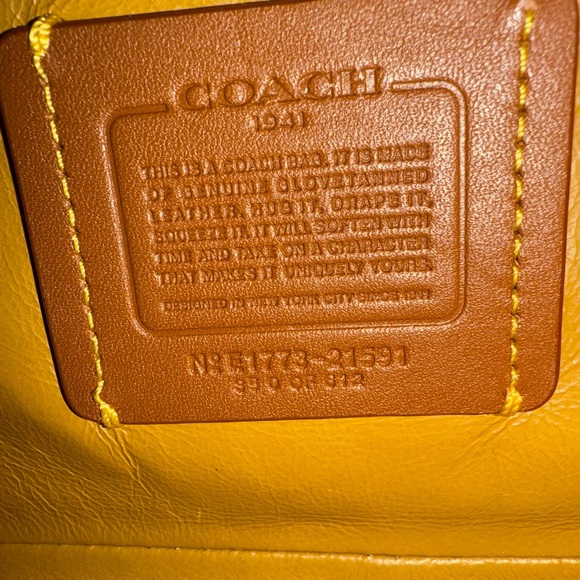 COACH
1941
THIS IS A COACH BAG. IT IS MADE
OF GENUINE GLOVETANNED
LEATHER. HUG IT, DRAPE IT,
SQUEEZE IT. IT WILL SOFTEN WITH
TIME AND TAKE ON A CHARACTER
THAT MAKES IT UNIQUELY YOURS.
DESIGNED IN NEW YORK CITY SINCE 1941
No E1773-21591
OF 512